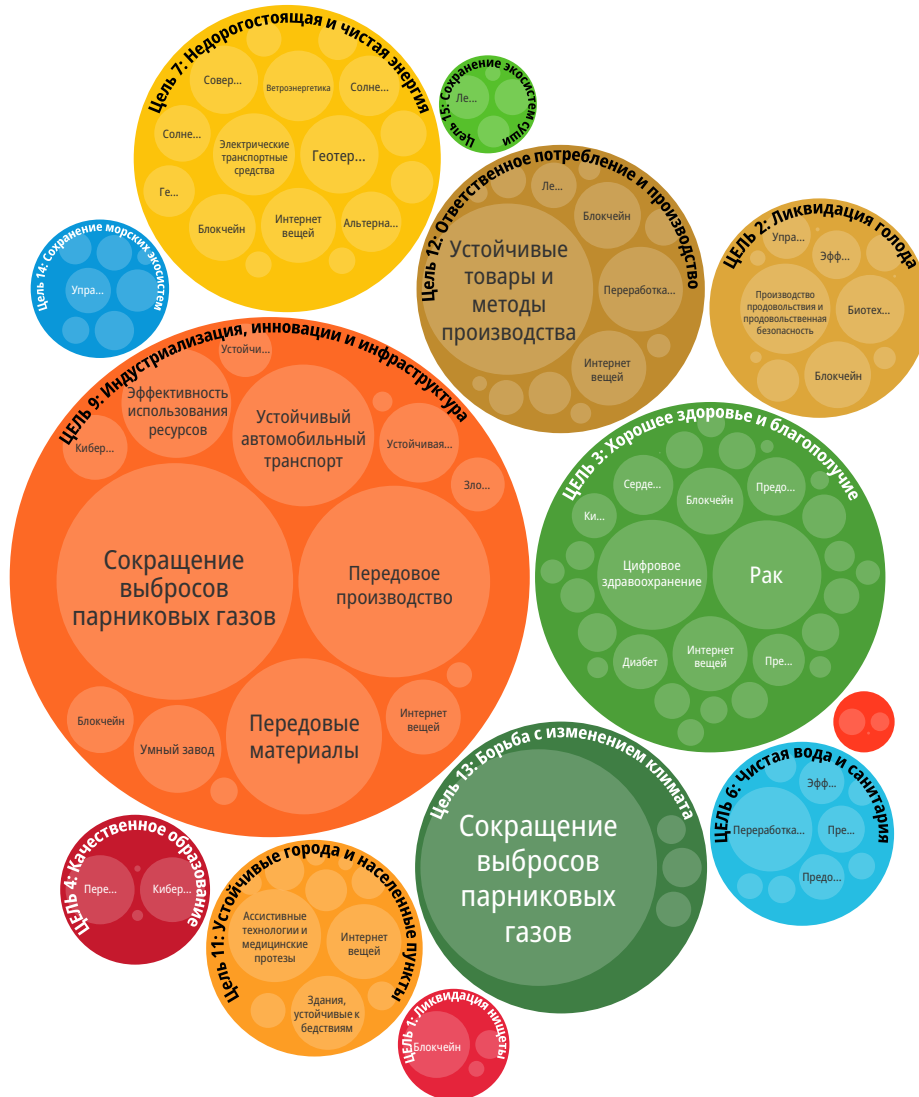 Цель 7: Недорогостоящая и чистая энергия
Совер...
Ветроэнергетика
Солне...
Солне...
Электрические
транспортные
средства
Геотер...
Ге...
Блокчейн
Интернет
вещей
Альтерна...
Цель 15: Сохранение экосистем суши
Ле...
Цель 12: Ответственное потребление и производство
Ле...
Блокчейн
Устойчивые
товары и
методы
производства
Переработка...
Интернет
вещей
ЦЕЛЬ 2: Ликвидация голода
Упра...
Эфф...
Производство
продовольствия и
продовольственная
безопасность
Биотех...
Блокчейн
Цель 14: Сохранение морских экосистем
Упра...
ЦЕЛЬ 9: Индустриализация, инновации и инфраструктура
Устойчи...
Эффективность
использования
ресурсов
Устойчивый
автомобильный
транспорт
Кибер...
Устойчивая...
Зло...
Сокращение
выбросов
парниковых газов
Передовое
производство
Передовые
материалы
Блокчейн
Умный завод
Интернет
вещей
ЦЕЛЬ 3: Хорошее здоровье и благополучие
Серде...
Блокчейн
Предо...
Ки...
Цифровое
здравоохранение
Рак
Диабет
Интернет
вещей
Пре...
Цель 13: Борьба с изменением климата
Сокращение
выбросов
парниковых
газов
ЦЕЛЬ 6: Чистая вода и санитария
Эфф...
Переработка...
Пре...
Предо...
ЦЕЛЬ 4: Качественное образование
Пере...
Кибер...
Цель 11: Устойчивые города и населенные пункты
Ассистивные
технологии и
медицинские
протезы
Интернет
вещей
Здания,
устойчивые к
бедствиям
ЦЕЛЬ 1: Ликвидация нищеты
Блокчейн